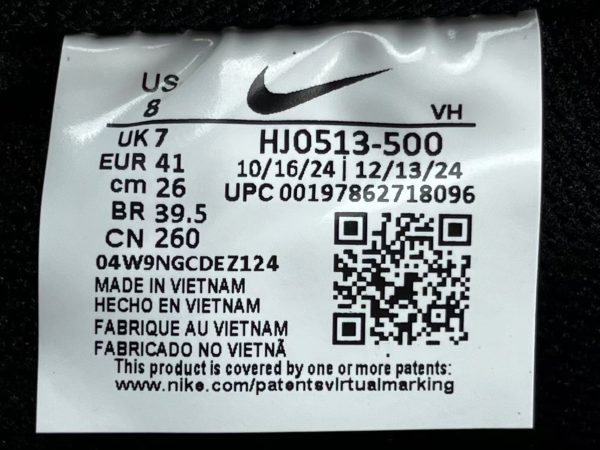 US
8
VH
UK 7
HJ0513-500
EUR 41
10/16/24 | 12/13/24
cm 26
UPC 00197862718096
BR 39.5
CN 260
04W9NGCDEZ124
MADE IN VIETNAM
HECHO EN VIETNAM
FABRIQUE AU VIETNAM
FABRICADO NO VIETNÃ
This product is covered by one or more patents:
www.nike.com/patentsvirtualmarking